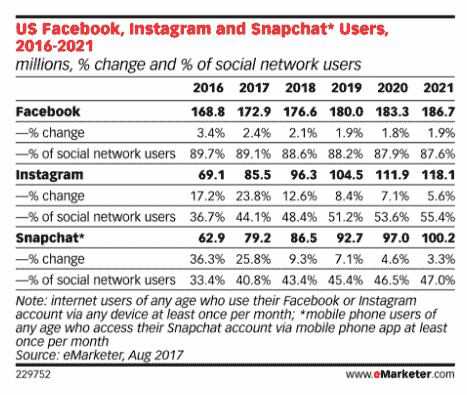 US Facebook, Instagram and Snapchat* Users,
2016-2021
millions, % change and % of social network users
2016 2017 2018 2019 2020 2021
Facebook 168.8 172.9 176.6 180.0 183.3 186.7
—% change 3.4% 2.4% 2.1% 1.9% 1.8% 1.9%
—% of social network users 89.7% 89.1% 88.6% 88.2% 87.9% 87.6%
Instagram 69.1 85.5 96.3 104.5 111.9 118.1
—% change 17.2% 23.8% 12.6% 8.4% 7.1% 5.6%
—% of social network users 36.7% 44.1% 48.4% 51.2% 53.6% 55.4%
Snapchat* 62.9 79.2 86.5 92.7 97.0 100.2
—% change 36.3% 25.8% 9.3% 7.1% 4.6% 3.3%
—% of social network users 33.4% 40.8% 43.4% 45.4% 46.5% 47.0%
Note: internet users of any age who use their Facebook or Instagram
account via any device at least once per month; *mobile phone users of
any age who access their Snapchat account via mobile phone app at least
once per month
Source: eMarketer, Aug 2017
229752 www.eMarketer.com